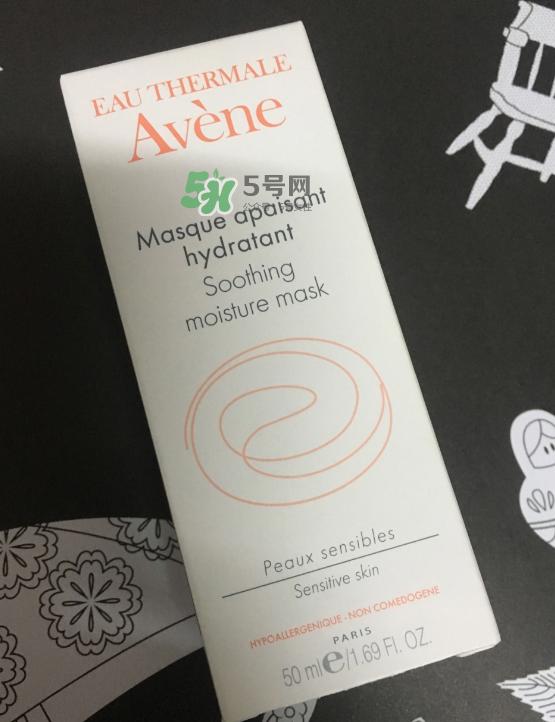 EAU THERMALE
Avène
5号网
Masque apaisant
hydratant
Soothing
moisture mask
Peaux sensibles
Sensitive skin
HYPOALLERGENIQUE - NON COMEDOGENE
PARIS
50 ml e/1.69 Fl. OZ.